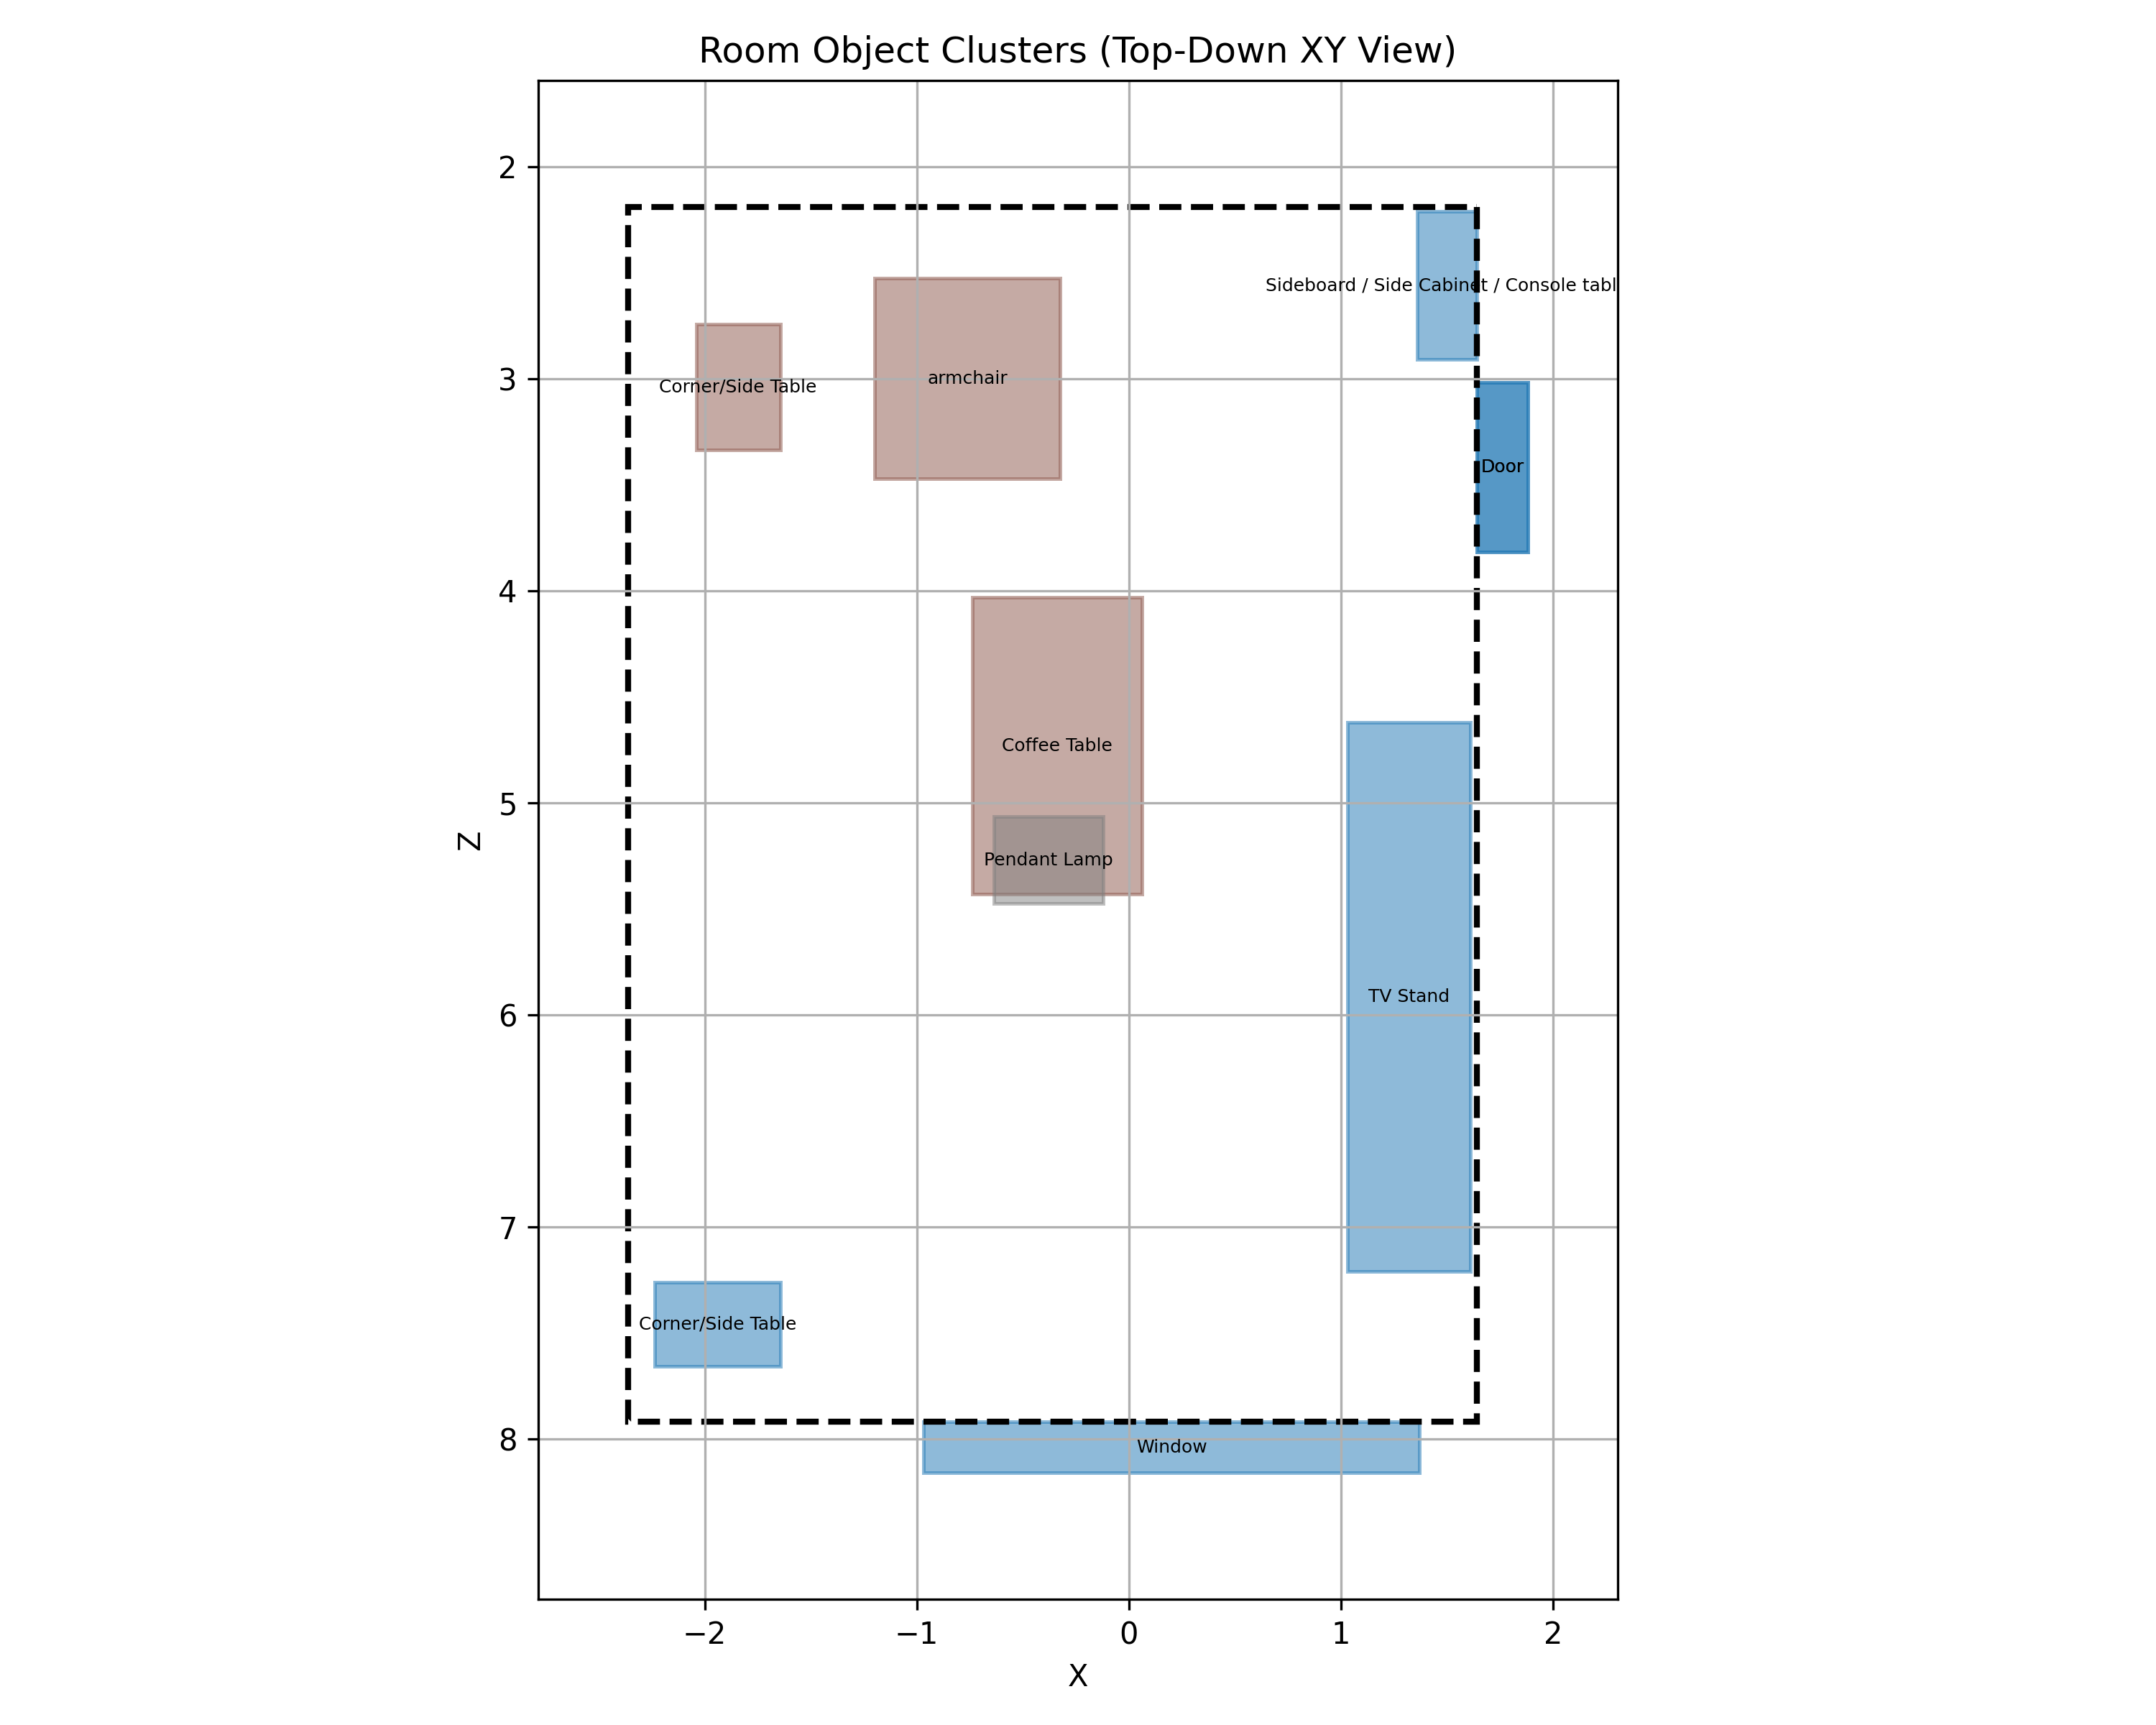 Room Object Clusters (Top-Down XY View)
2
Sideboard / Side Cabinet / Console tabl
3
Corner/Side Table
armchair
Door
4
Coffee Table
5
Z
Pendant Lamp
6
TV Stand
7
Corner/Side Table
8
Window
−2
−1
0
1
2
X